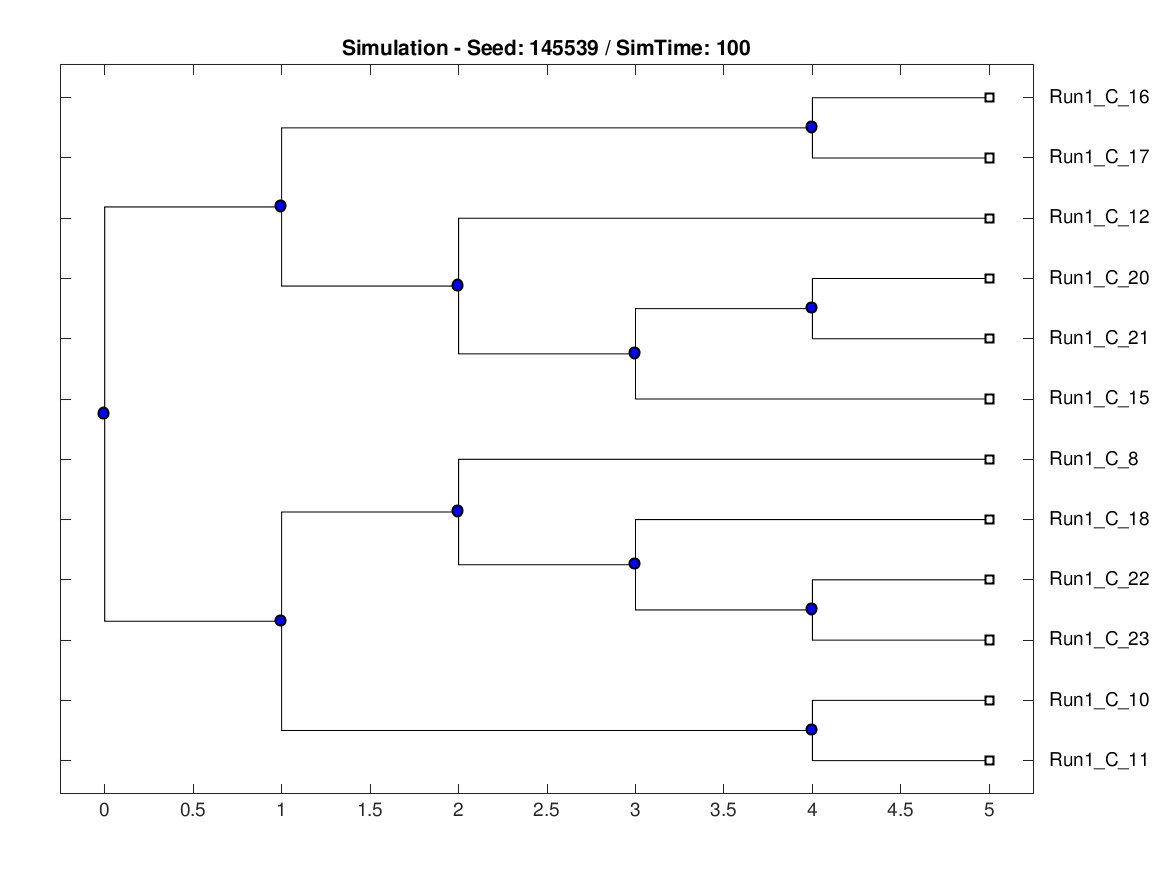 Simulation - Seed: 145539 / SimTime: 100
Run1_C_16
Run1_C_17
Run1_C_12
Run1_C_20
Run1_C_21
Run1_C_15
Run1_C_8
Run1_C_18
Run1_C_22
Run1_C_23
Run1_C_10
Run1_C_11
0 0.5 1 1.5 2 2.5 3 3.5 4 4.5 5